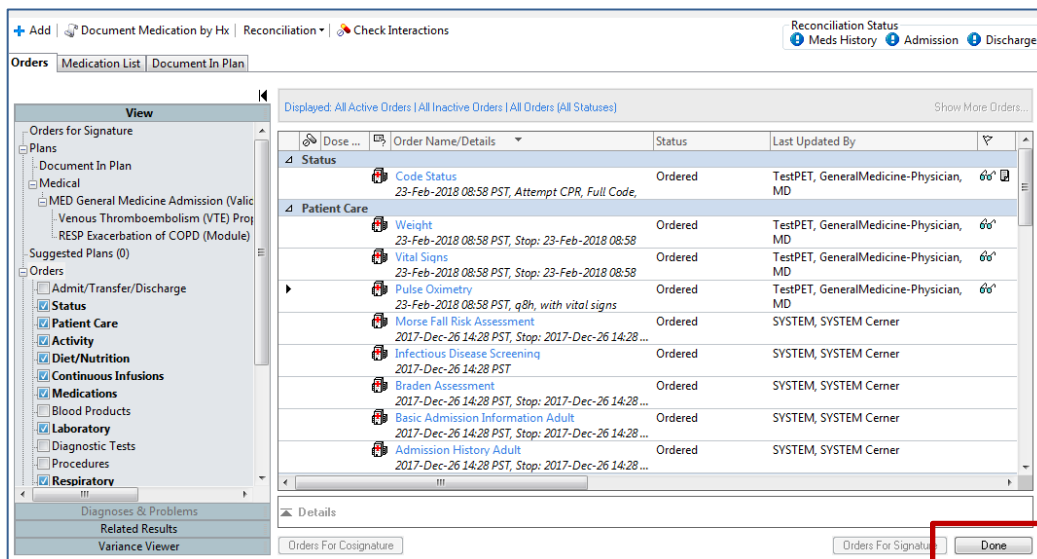 Add Document Medication by Hx Reconciliation Check Interactions
Reconciliation Status
Meds History Admission Discharge
Orders Medication List Document In Plan
View
Orders for Signature
Plans
Document In Plan
Medical
MED General Medicine Admission (Valid
Venous Thromboembolism (VTE) Prop
RESP Exacerbation of COPD (Module)
Suggested Plans (0)
Orders
Admit/Transfer/Discharge
Status
Patient Care
Activity
Diet/Nutrition
Continuous Infusions
Medications
Blood Products
Laboratory
Diagnostic Tests
Procedures
Respiratory
Diagnoses & Problems
Related Results
Variance Viewer
Displayed: All Active Orders | All Inactive Orders | All Orders (All Statuses) Show More Orders...
Dose ... Order Name/Details Status Last Updated By
Status
Code Status Ordered TestPET, GeneralMedicine-Physician,
23-Feb-2018 08:58 PST, Attempt CPR, Full Code, MD
Patient Care
Weight Ordered TestPET, GeneralMedicine-Physician,
23-Feb-2018 08:58 PST, Stop: 23-Feb-2018 08:58 MD
Vital Signs Ordered TestPET, GeneralMedicine-Physician,
23-Feb-2018 08:58 PST, Stop: 23-Feb-2018 08:58 MD
Pulse Oximetry Ordered TestPET, GeneralMedicine-Physician,
23-Feb-2018 08:58 PST, q8h, with vital signs MD
Morse Fall Risk Assessment Ordered SYSTEM, SYSTEM Cerner
2017-Dec-26 14:28 PST, Stop: 2017-Dec-26 14:28 ...
Infectious Disease Screening Ordered SYSTEM, SYSTEM Cerner
2017-Dec-26 14:28 PST
Braden Assessment Ordered SYSTEM, SYSTEM Cerner
2017-Dec-26 14:28 PST, Stop: 2017-Dec-26 14:28 ...
Basic Admission Information Adult Ordered SYSTEM, SYSTEM Cerner
2017-Dec-26 14:28 PST, Stop: 2017-Dec-26 14:28 ...
Admission History Adult Ordered SYSTEM, SYSTEM Cerner
2017-Dec-26 14:28 PST, Stop: 2017-Dec-26 14:28 ...
Details
Orders For Cosignature Orders For Signature Done